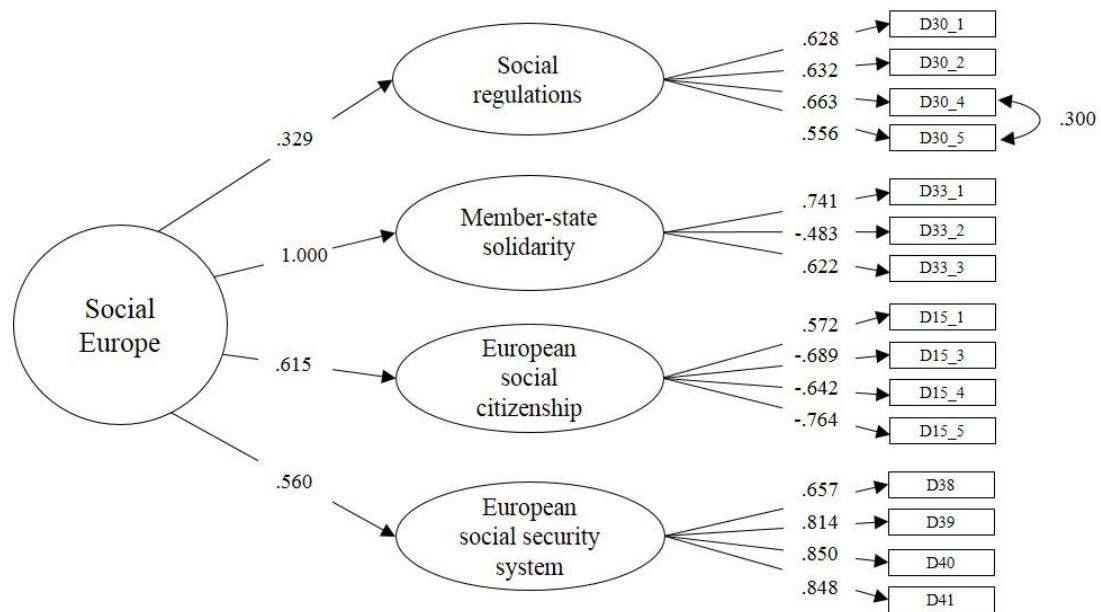 Social
Europe
.329
1.000
.615
.560
Social
regulations
.628
.632
.663
.556
D30_1
D30_2
D30_4
D30_5
.300
Member-state
solidarity
.741
-.483
.622
D33_1
D33_2
D33_3
European
social
citizenship
.572
-.689
-.642
-.764
D15_1
D15_3
D15_4
D15_5
European
social security
system
.657
.814
.850
.848
D38
D39
D40
D41